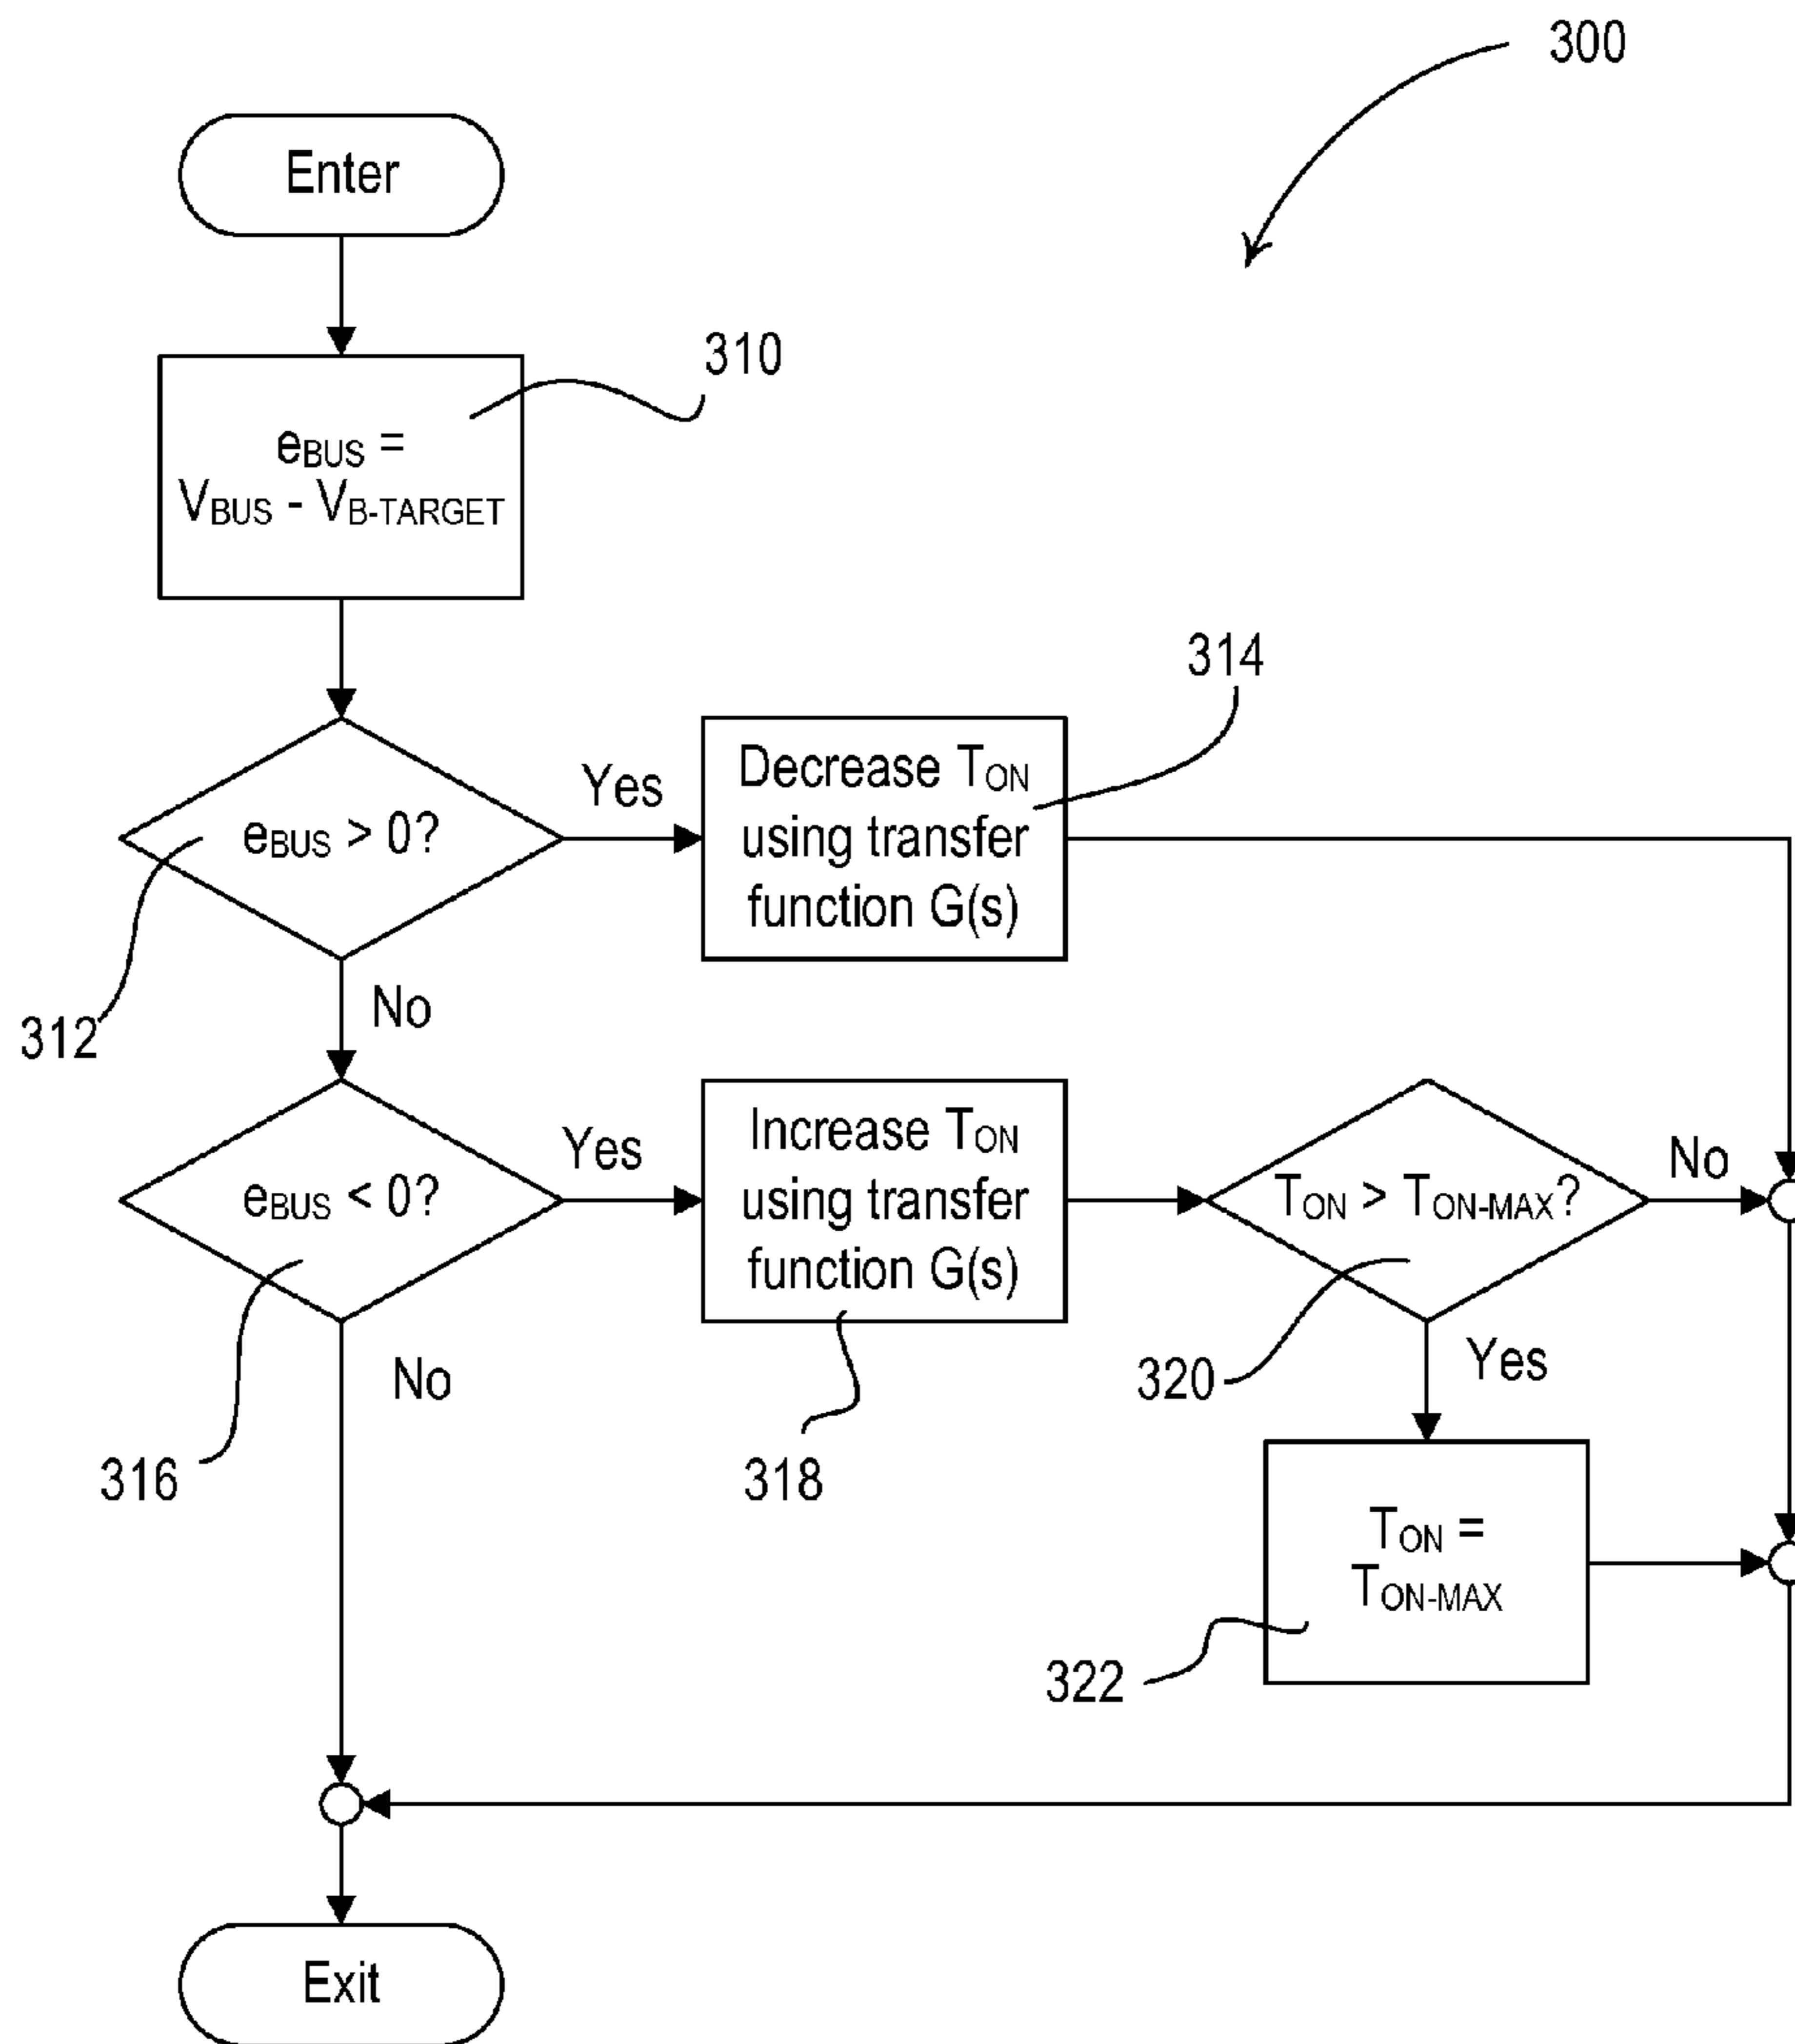 300
Enter
310
eBUS =
VBUS - VB-TARGET
314
Decrease TON
using transfer
function G(s)
Yes
eBUS > 0?
312
No
Increase TON
using transfer
function G(s)
Yes
eBUS < 0?
TON > TON-MAX?
No
320
Yes
No
316
318
TON =
TON-MAX
322
Exit